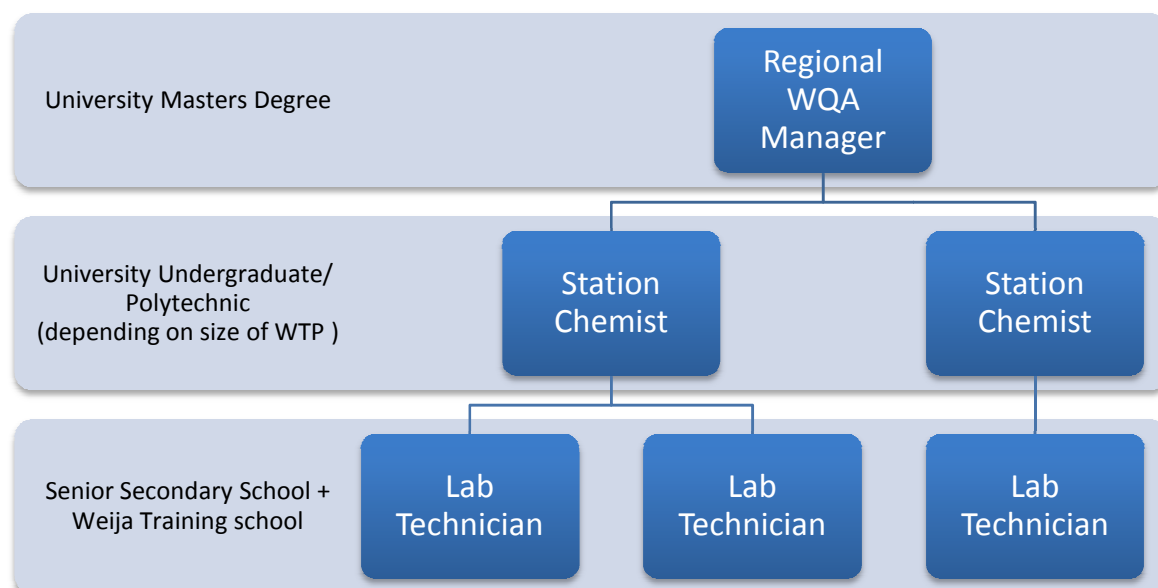 University Masters Degree
Regional
WQA
Manager
University Undergraduate/
Polytechnic
(depending on size of WTP )
Station
Chemist
Station
Chemist
Senior Secondary School +
Weija Training school
Lab
Technician
Lab
Technician
Lab
Technician